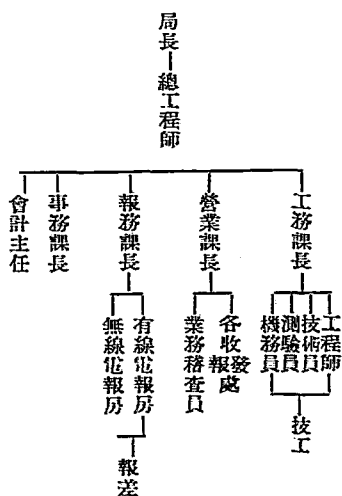 局長
總工程師
工務課長
工程師
技術員
測驗員
機務員
技工
營業課長
各收發報處
業務稽查員
報務課長
有線電報房
無線電報房
報差
事務課長
會計主任